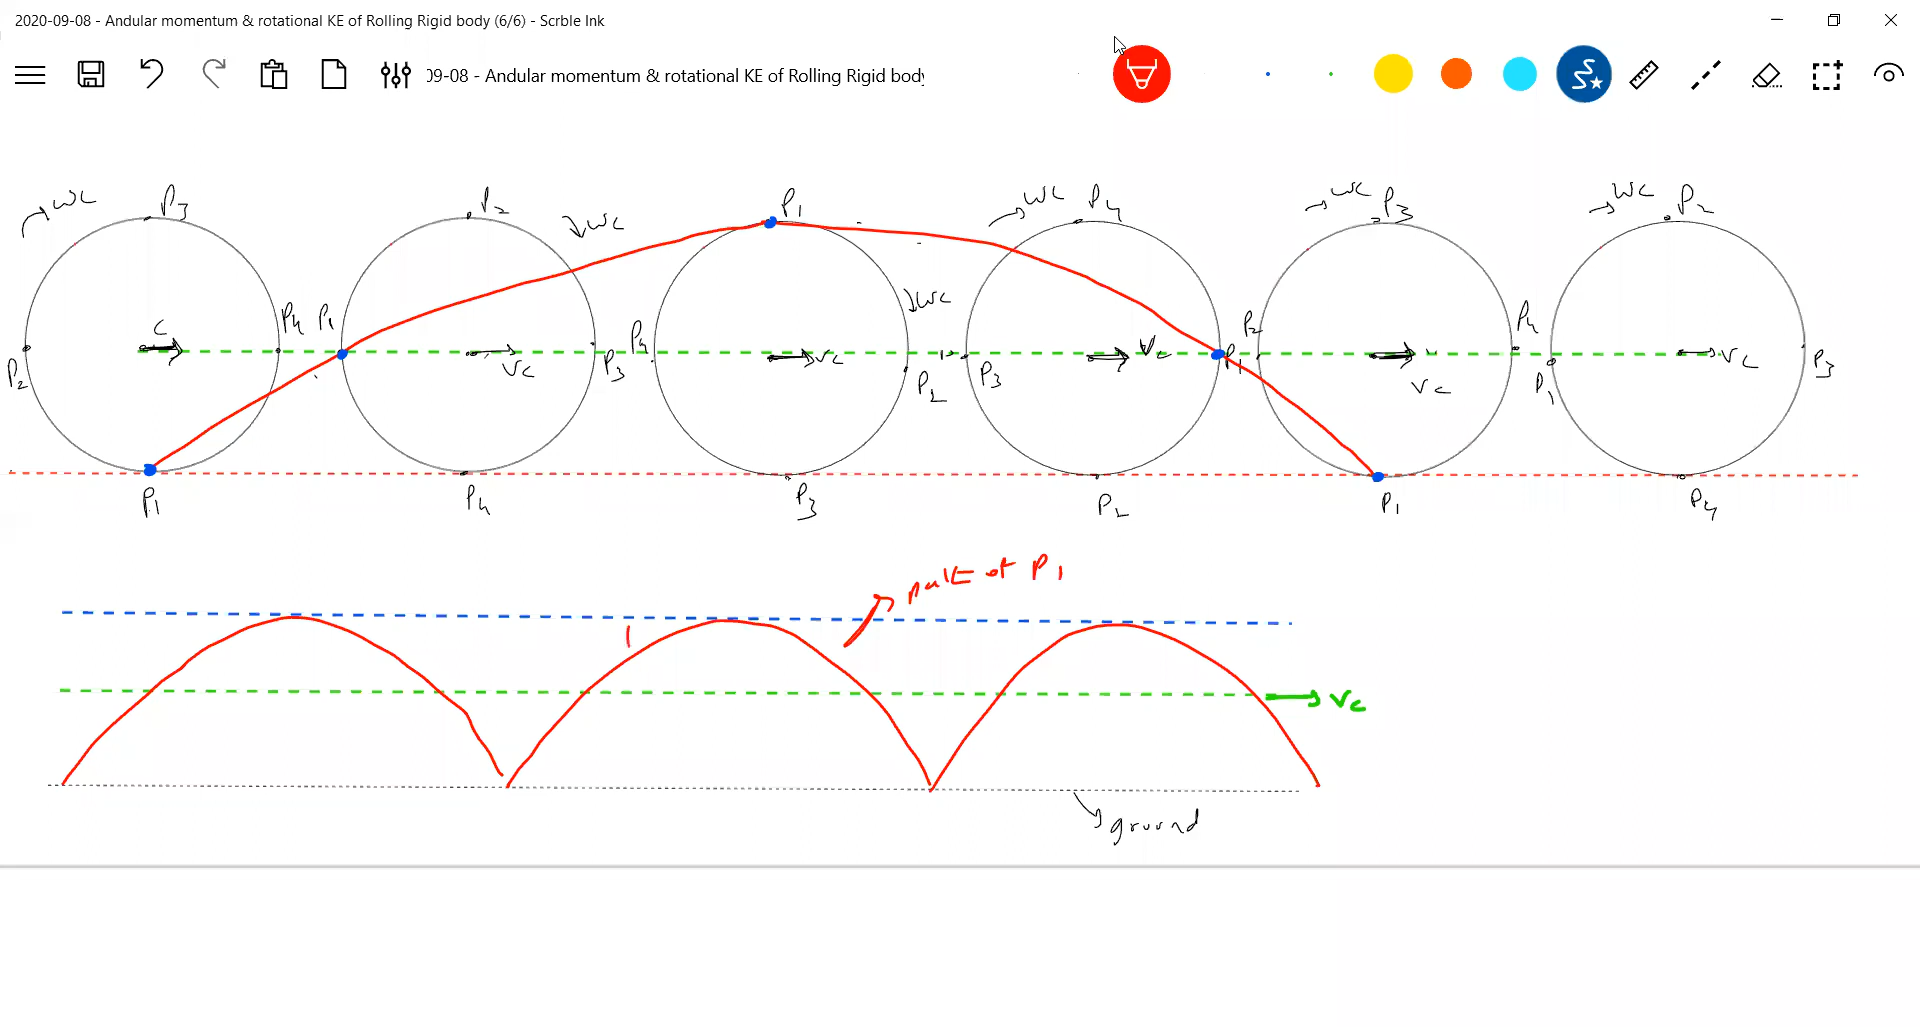 2020-09-08 - Andular momentum & rotational KE of Rolling Rigid body (6/6) - Scrble Ink
09-08 - Andular momentum & rotational KE of Rolling Rigid body
ωc P3 P2 ωc P1 ωc P4 ωc P3 ωc P2
ωc
C P4 P1 P4 P2 P4
P2 vc P3 vc P2 P3 vc P1 vc P1 vc P3
P1 P4 P3 P2 P1 P4
path of P1
vc
ground